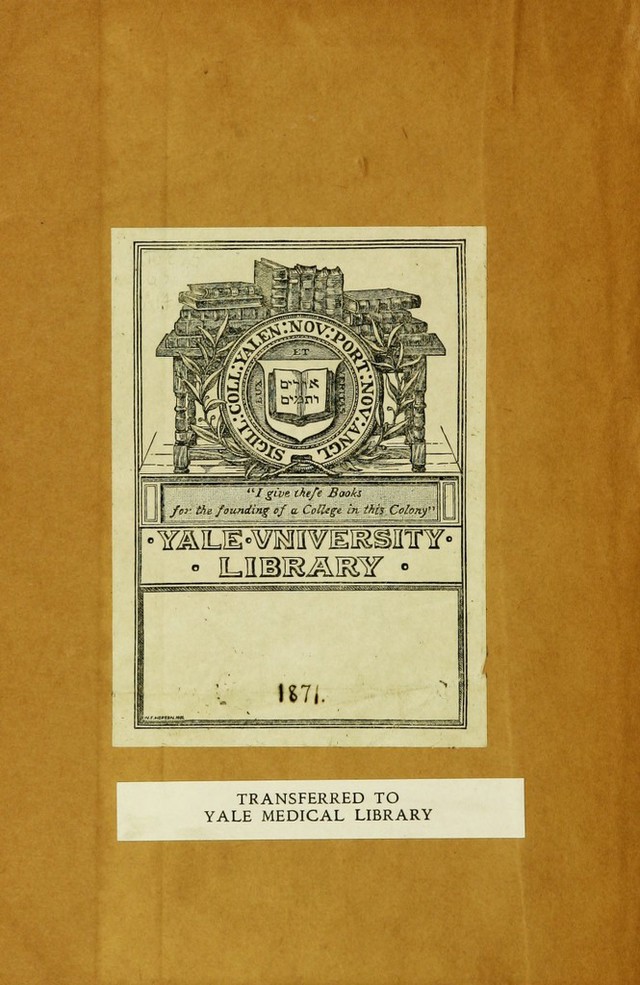 SIGILL:COLL:YALEN:NOV:PORT:NOV:ANGL
LUX ET VERITAS
אורים
ותמים
"I give theſe Books
for the founding of a College in this Colony"
·YALE·VNIVERSITY·
· LIBRARY ·
1871.
TRANSFERRED TO
YALE MEDICAL LIBRARY